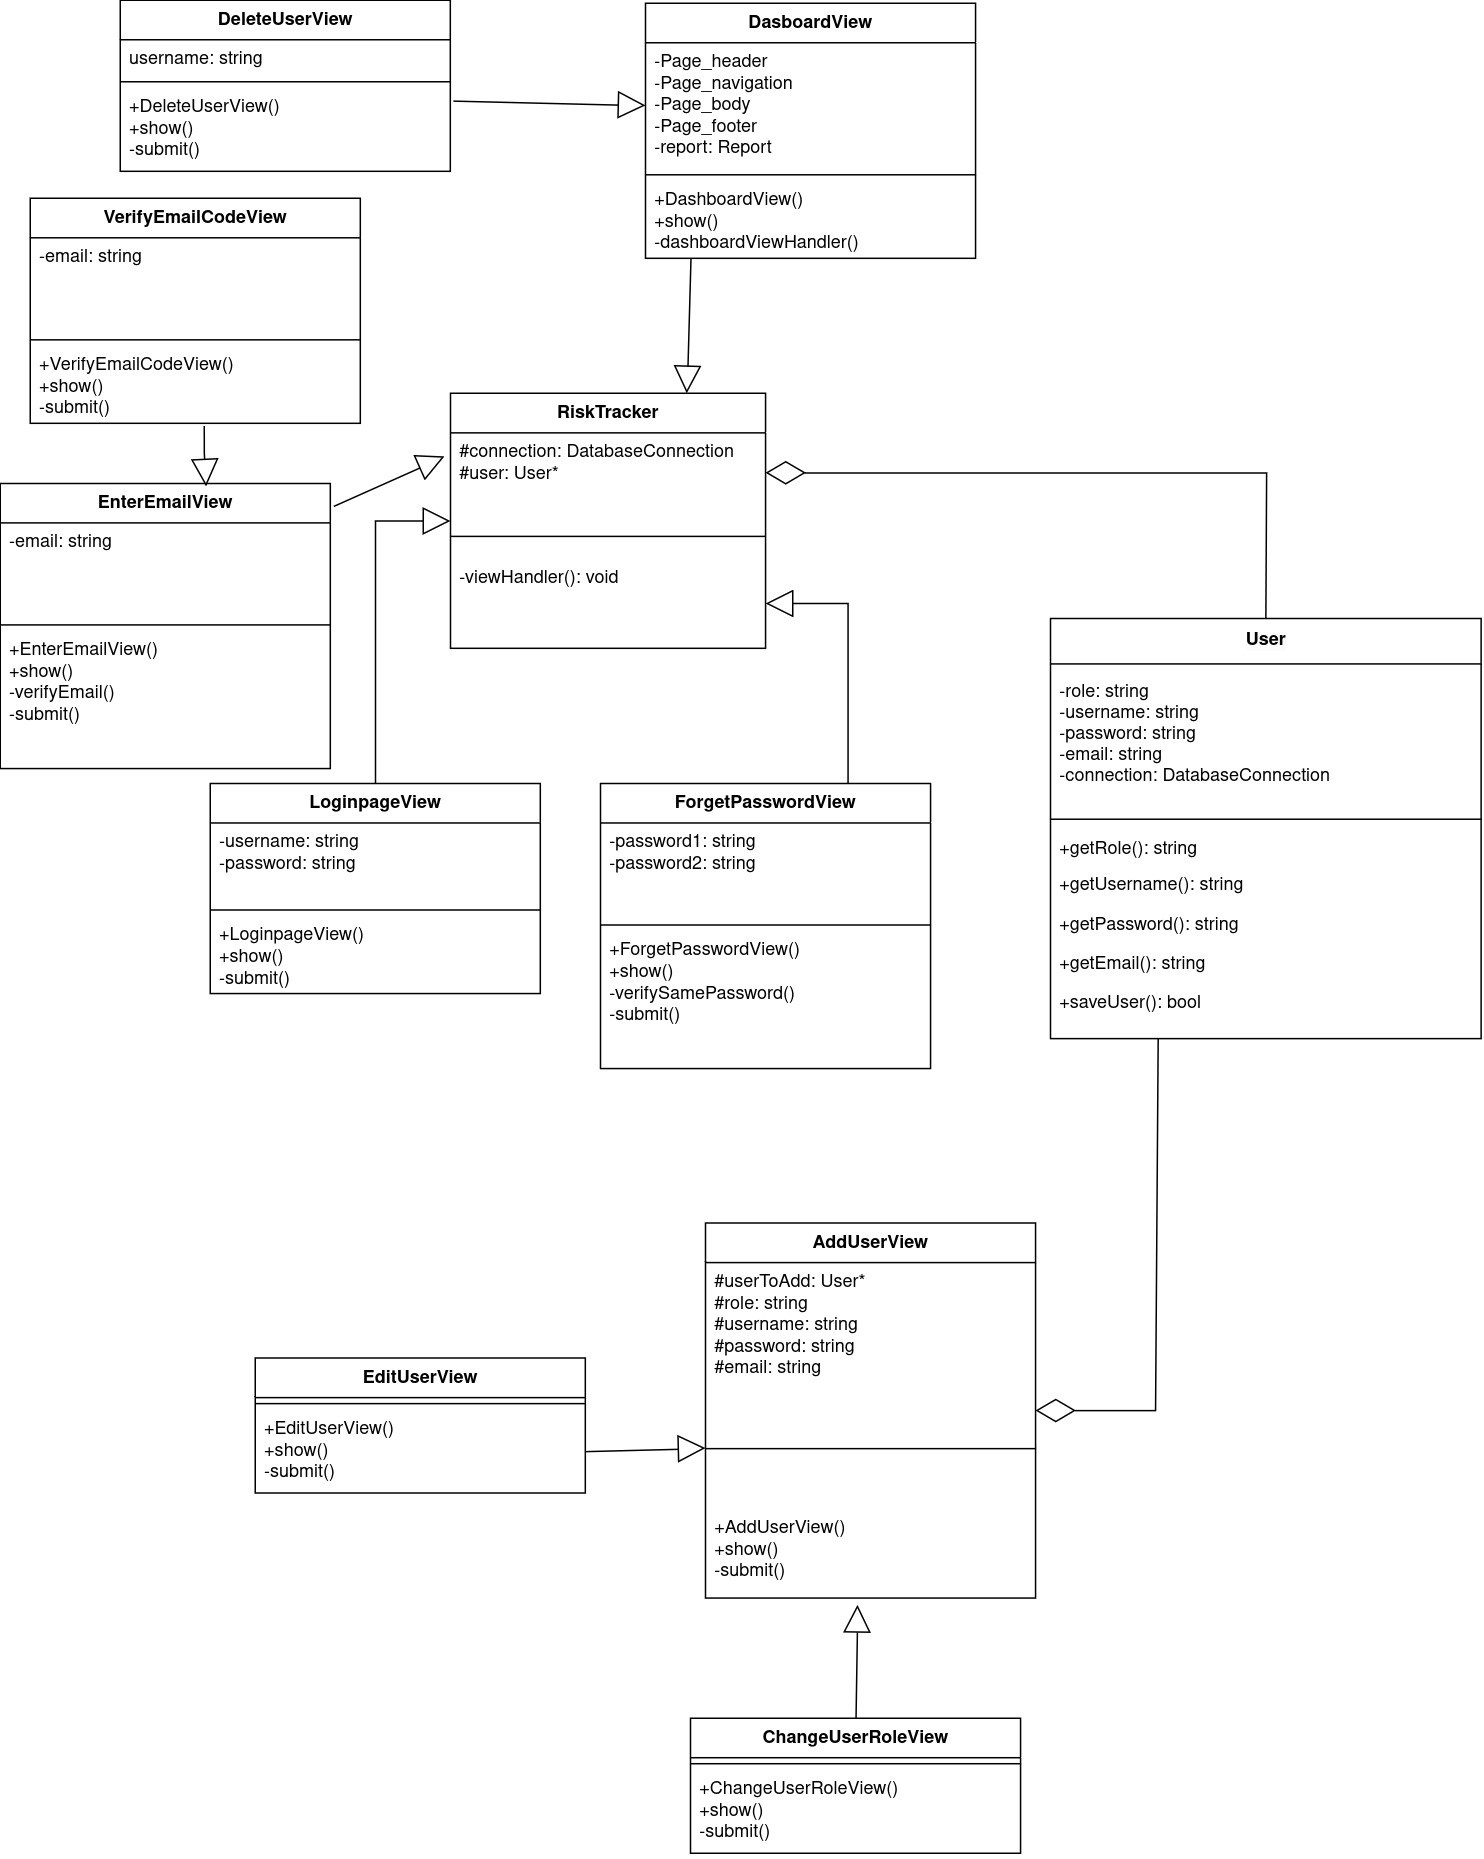 DeleteUserView
username: string
+DeleteUserView()
+show()
-submit()
DasboardView
-Page_header
-Page_navigation
-Page_body
-Page_footer
-report: Report
+DashboardView()
+show()
-dashboardViewHandler()
VerifyEmailCodeView
-email: string
+VerifyEmailCodeView()
+show()
-submit()
RiskTracker
#connection: DatabaseConnection
#user: User*
-viewHandler(): void
EnterEmailView
-email: string
+EnterEmailView()
+show()
-verifyEmail()
-submit()
User
-role: string
-username: string
-password: string
-email: string
-connection: DatabaseConnection
+getRole(): string
+getUsername(): string
+getPassword(): string
+getEmail(): string
+saveUser(): bool
LoginpageView
-username: string
-password: string
+LoginpageView()
+show()
-submit()
ForgetPasswordView
-password1: string
-password2: string
+ForgetPasswordView()
+show()
-verifySamePassword()
-submit()
AddUserView
#userToAdd: User*
#role: string
#username: string
#password: string
#email: string
+AddUserView()
+show()
-submit()
EditUserView
+EditUserView()
+show()
-submit()
ChangeUserRoleView
+ChangeUserRoleView()
+show()
-submit()